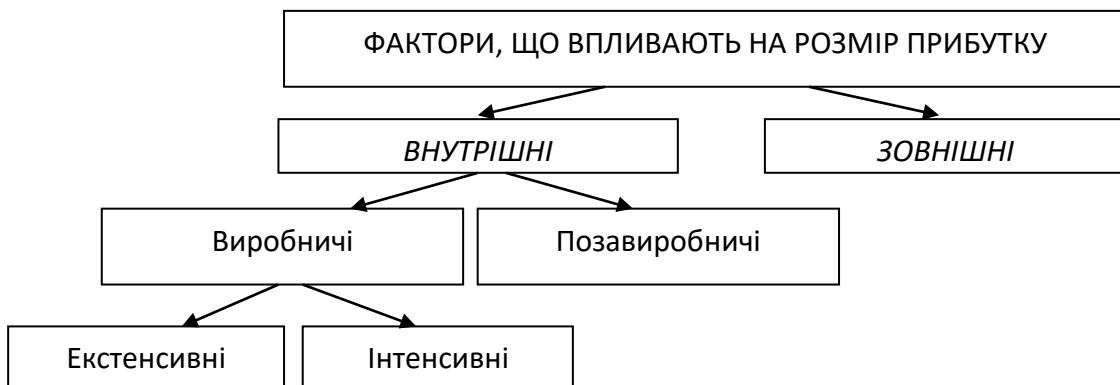 ФАКТОРИ, ЩО ВПЛИВАЮТЬ НА РОЗМІР ПРИБУТКУ
ВНУТРІШНІ
ЗОВНІШНІ
Виробничі
Позавиробничі
Екстенсивні
Інтенсивні